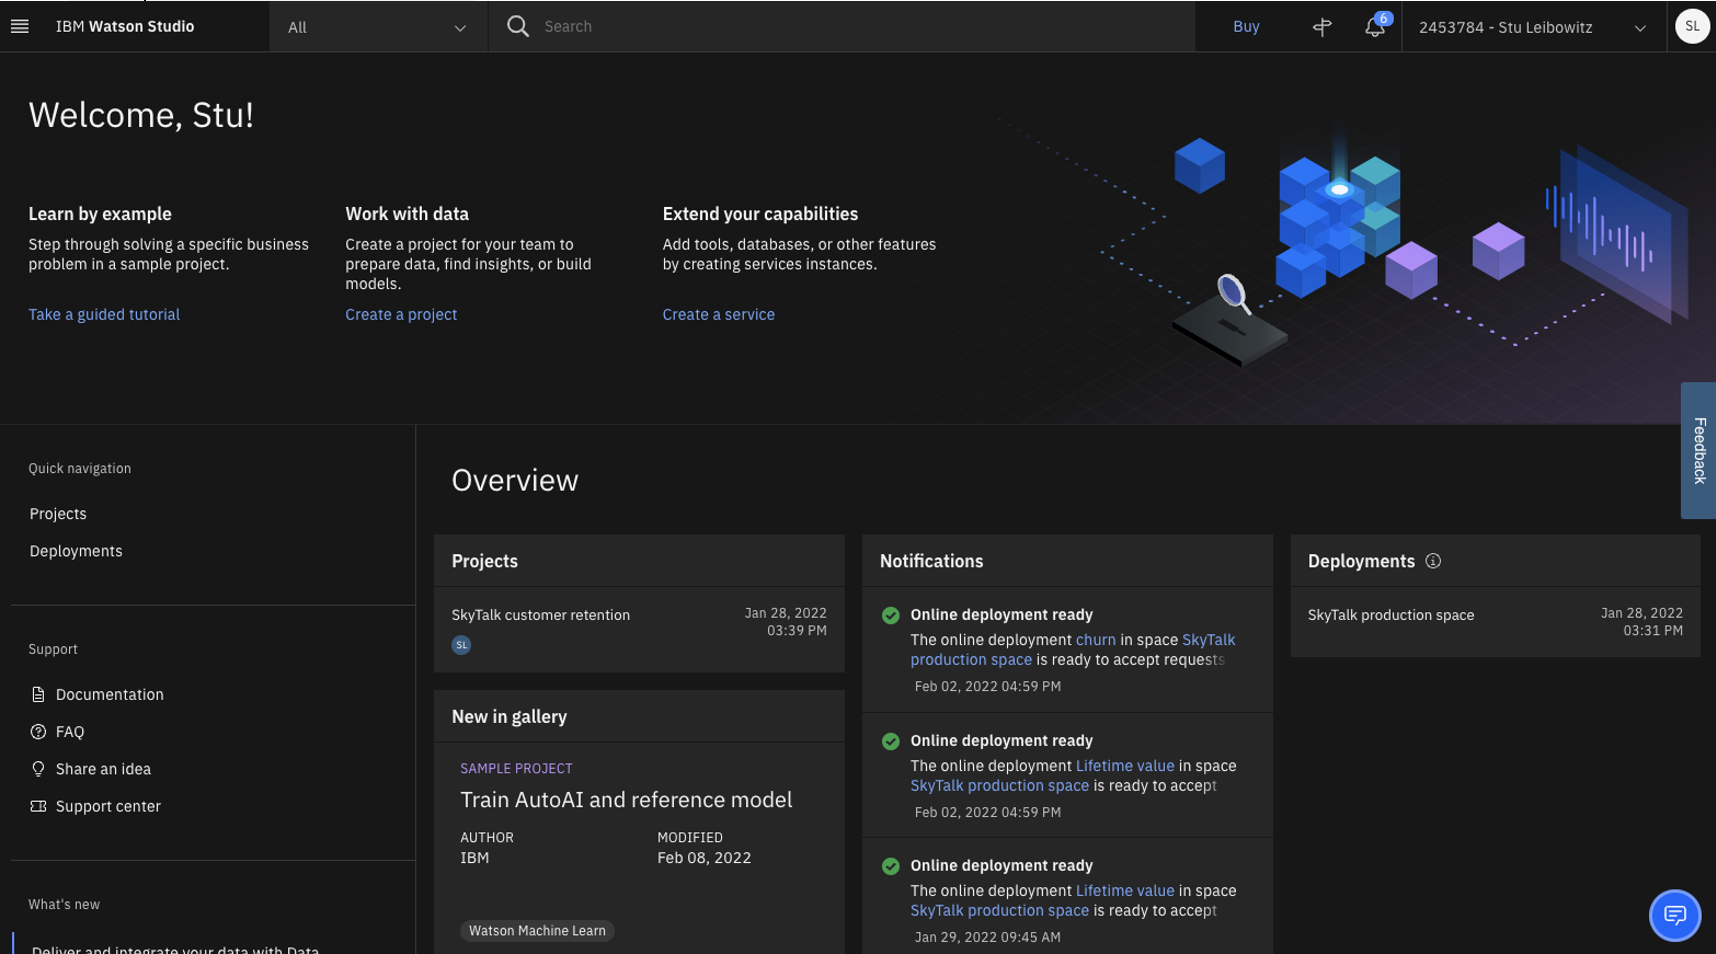 IBM Watson Studio
All
Search
Buy
6
2453784 - Stu Leibowitz
SL
Welcome, Stu!
Learn by example
Step through solving a specific business
problem in a sample project.
Take a guided tutorial
Work with data
Create a project for your team to
prepare data, find insights, or build
models.
Create a project
Extend your capabilities
Add tools, databases, or other features
by creating services instances.
Create a service
Feedback
Quick navigation
Projects
Deployments
Support
Documentation
FAQ
Share an idea
Support center
What's new
Deliver and integrate your data with Data
Overview
Projects
SkyTalk customer retention
Jan 28, 2022
03:39 PM
SL
New in gallery
SAMPLE PROJECT
Train AutoAI and reference model
AUTHOR
IBM
MODIFIED
Feb 08, 2022
Watson Machine Learn
Notifications
Online deployment ready
The online deployment churn in space SkyTalk
production space is ready to accept requests
Feb 02, 2022 04:59 PM
Online deployment ready
The online deployment Lifetime value in space
SkyTalk production space is ready to accept
Feb 02, 2022 04:59 PM
Online deployment ready
The online deployment Lifetime value in space
SkyTalk production space is ready to accept
Jan 29, 2022 09:45 AM
Deployments
SkyTalk production space
Jan 28, 2022
03:31 PM